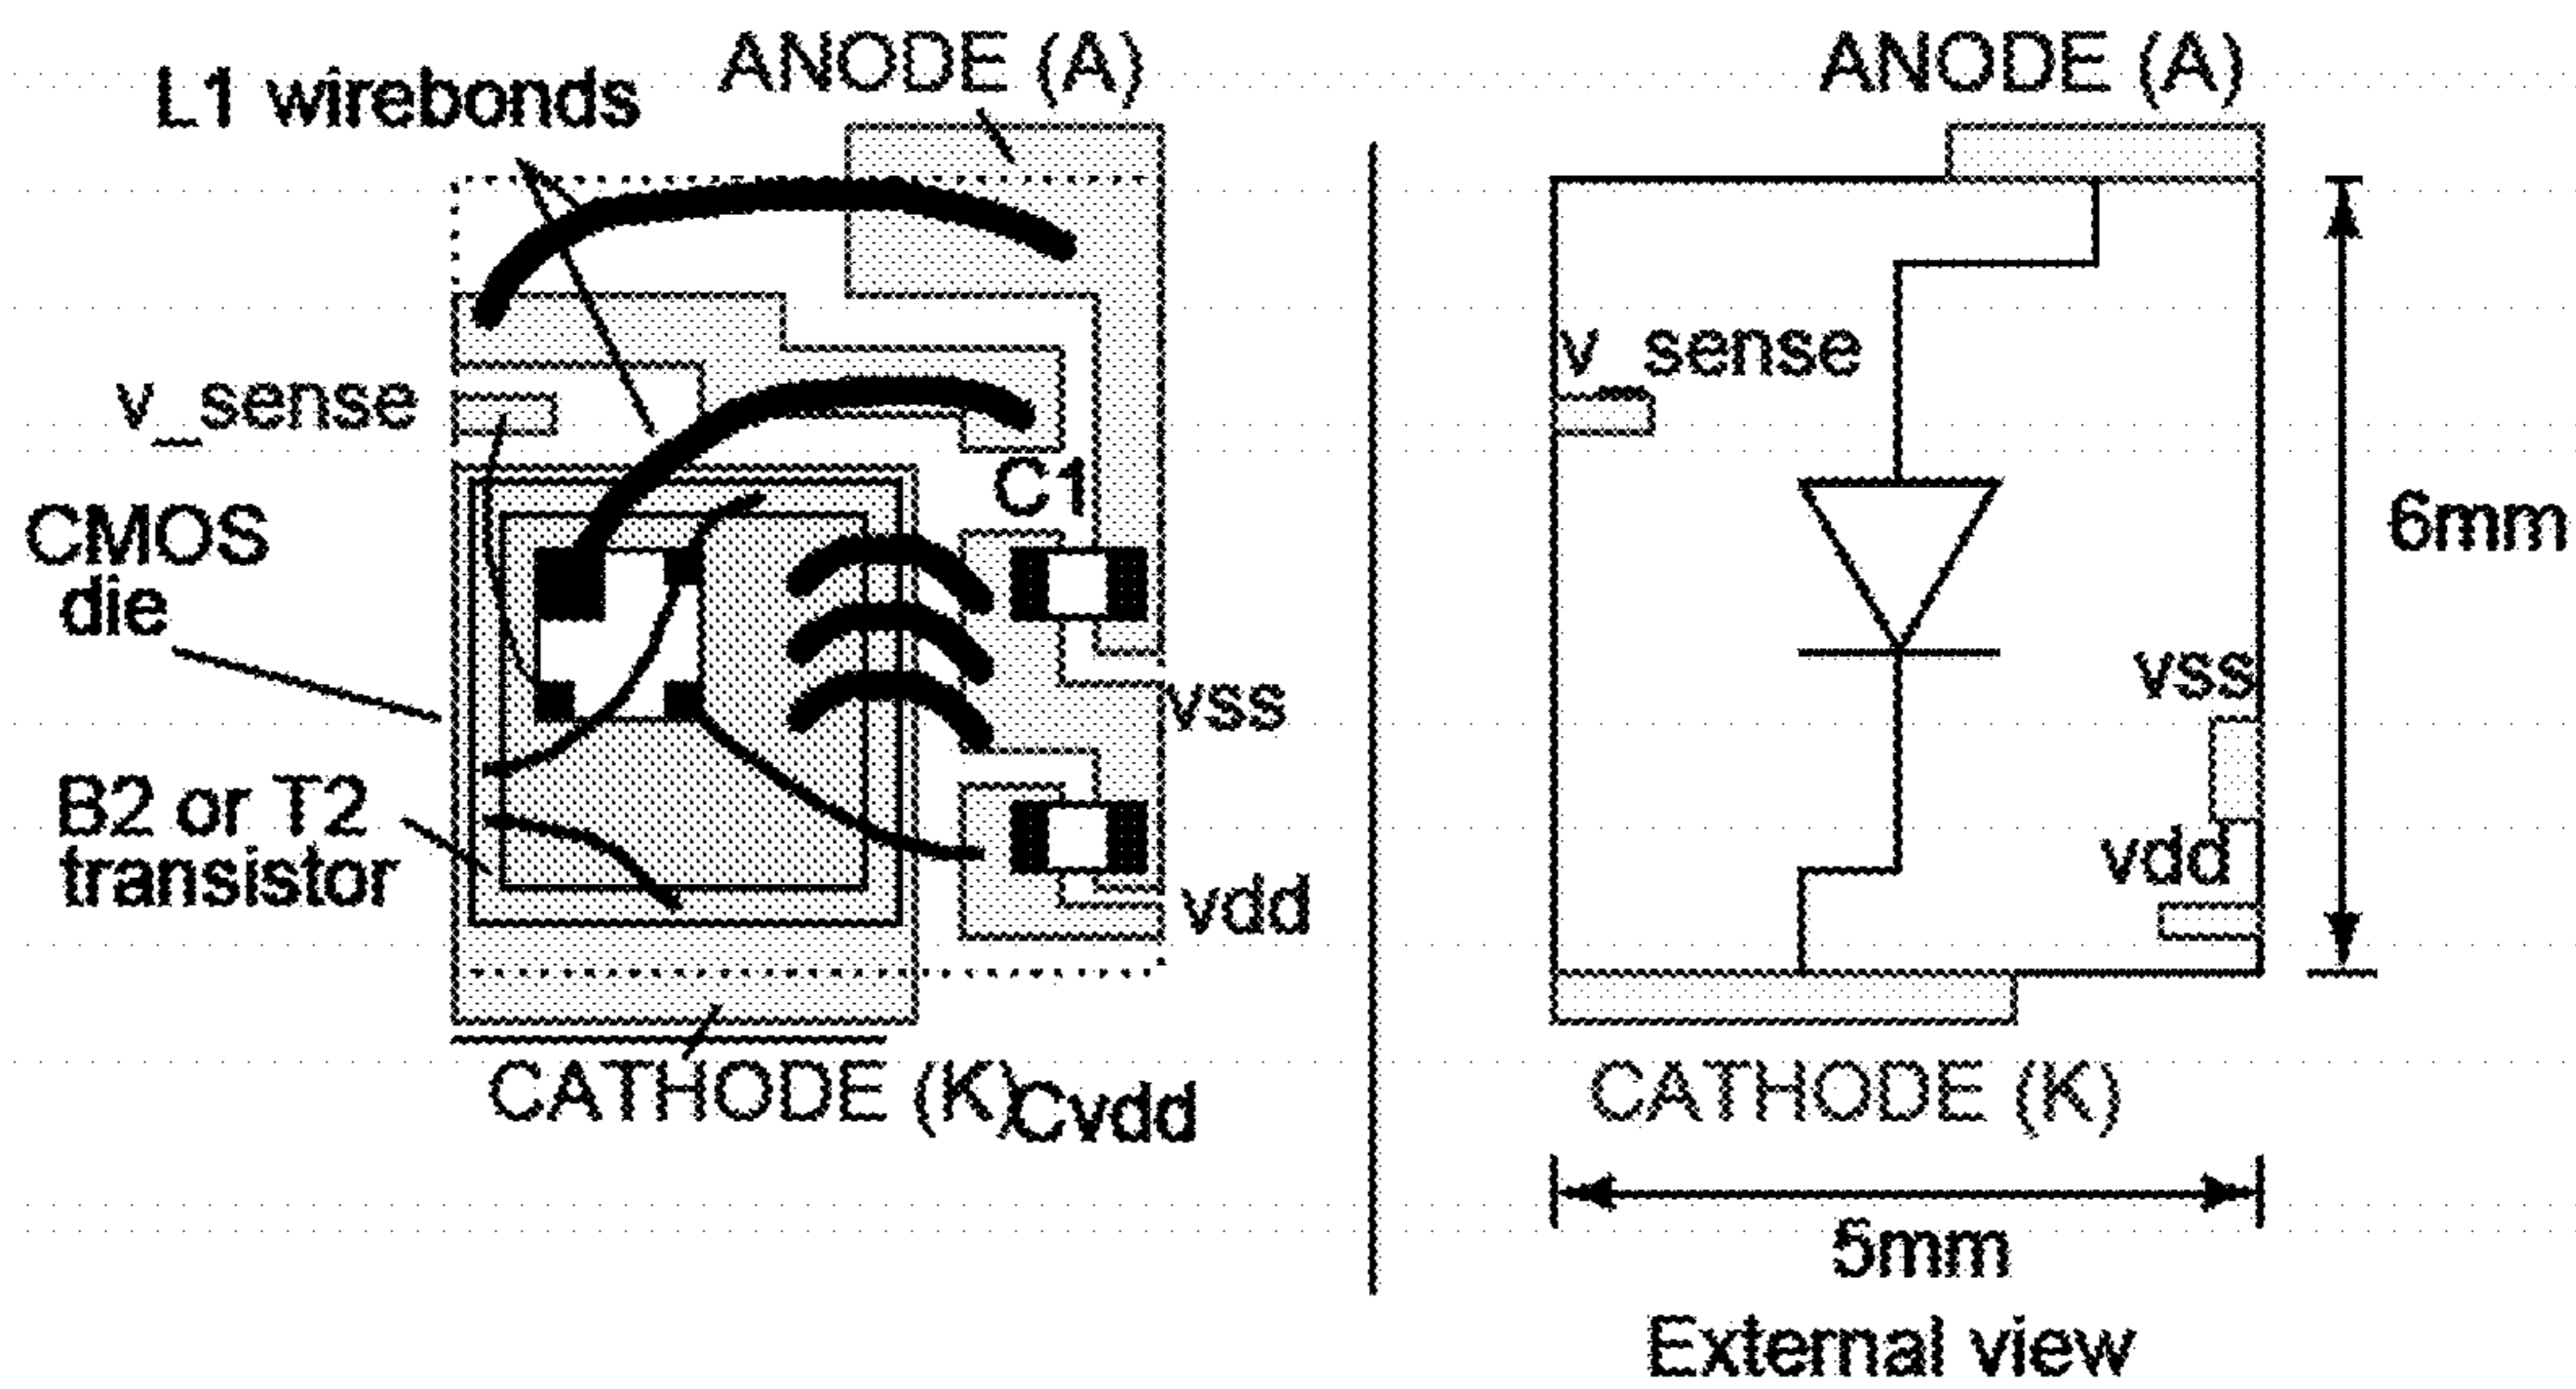 ANODE (A)
L1 wirebonds
v_sense
CMOS
die
C1
vss
B2 or T2
transistor
vdd
CATHODE (K)
Cvdd
ANODE (A)
v_sense
6mm
vss
vdd
CATHODE (K)
5mm
External view